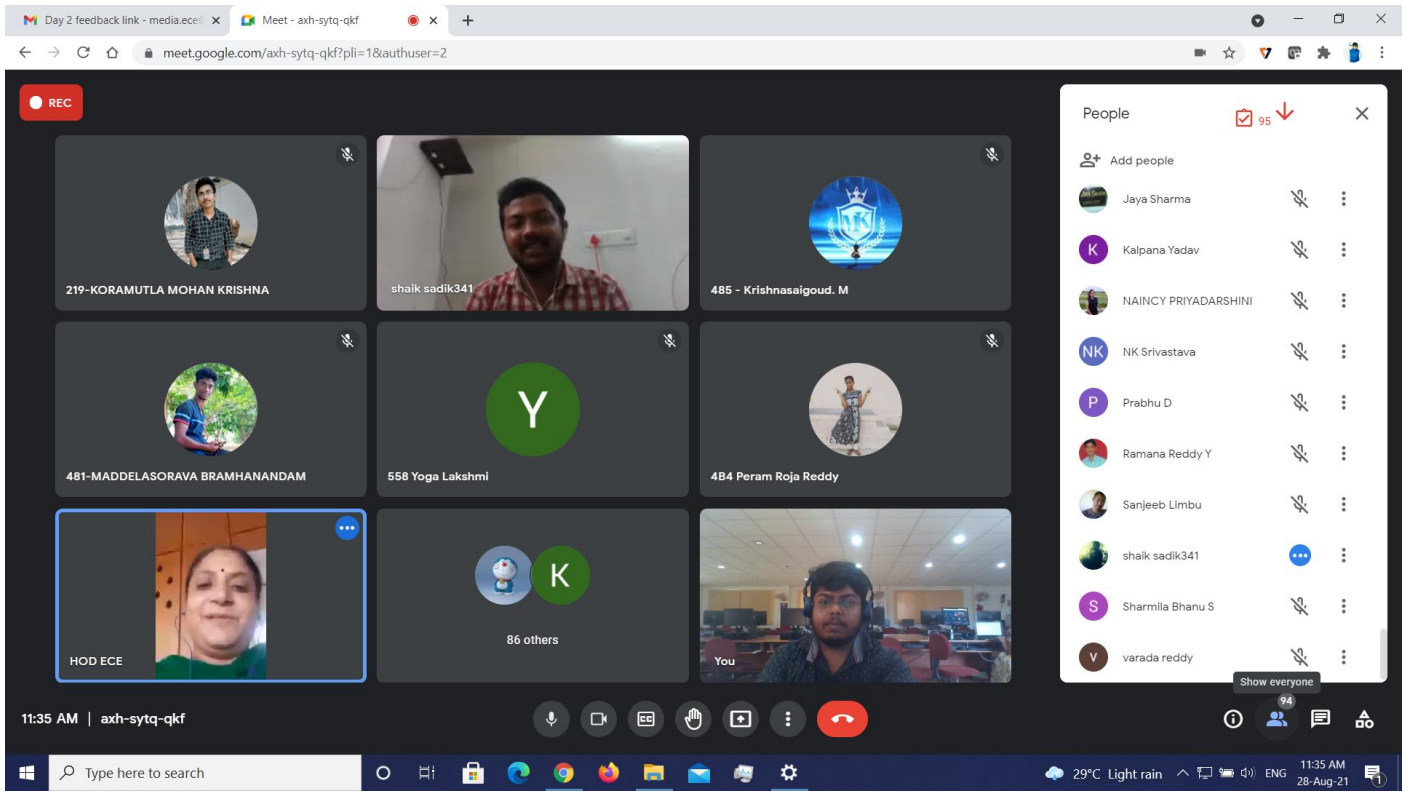 Day 2 feedback link - media.ece
Meet - axh-sytq-qkf
meet.google.com/axh-sytq-qkf?pli=1&authuser=2
REC
People
95
Add people
219-KORAMUTLA MOHAN KRISHNA
shaik sadik341
MK
485 - Krishnasaigoud. M
481-MADDELASORAVA BRAMHANANDAM
Y
558 Yoga Lakshmi
4B4 Peram Roja Reddy
HOD ECE
K
86 others
You
Jaya Sharma
K Kalpana Yadav
NAINCY PRIYADARSHINI
NK NK Srivastava
P Prabhu D
Ramana Reddy Y
Sanjeeb Limbu
shaik sadik341
S Sharmila Bhanu S
V varada reddy
Show everyone
94
11:35 AM | axh-sytq-qkf
CC
Type here to search
29°C Light rain
ENG
11:35 AM
28-Aug-21
1